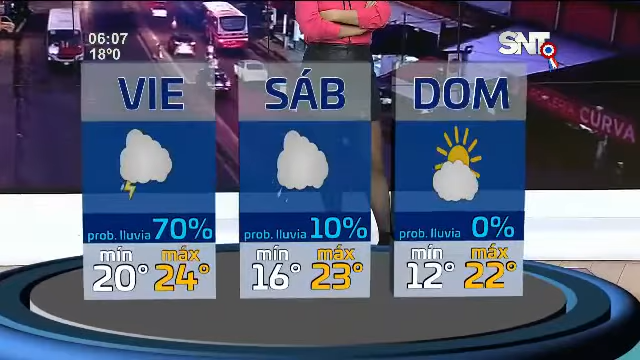 06:07
18°0
SNT
VIE
SÁB
DOM
CURVA
prob. lluvia 70%
prob. lluvia 10%
prob. lluvia 0%
mín máx
20° 24°
mín máx
16° 23°
mín máx
12° 22°